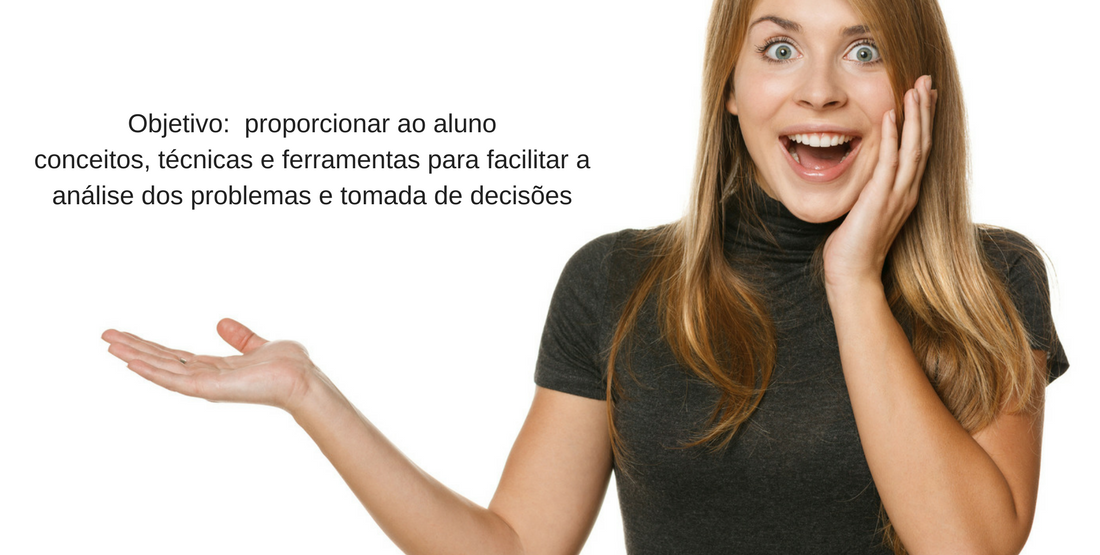 Objetivo:  proporcionar ao aluno
conceitos, técnicas e ferramentas para facilitar a
análise dos problemas e tomada de decisões